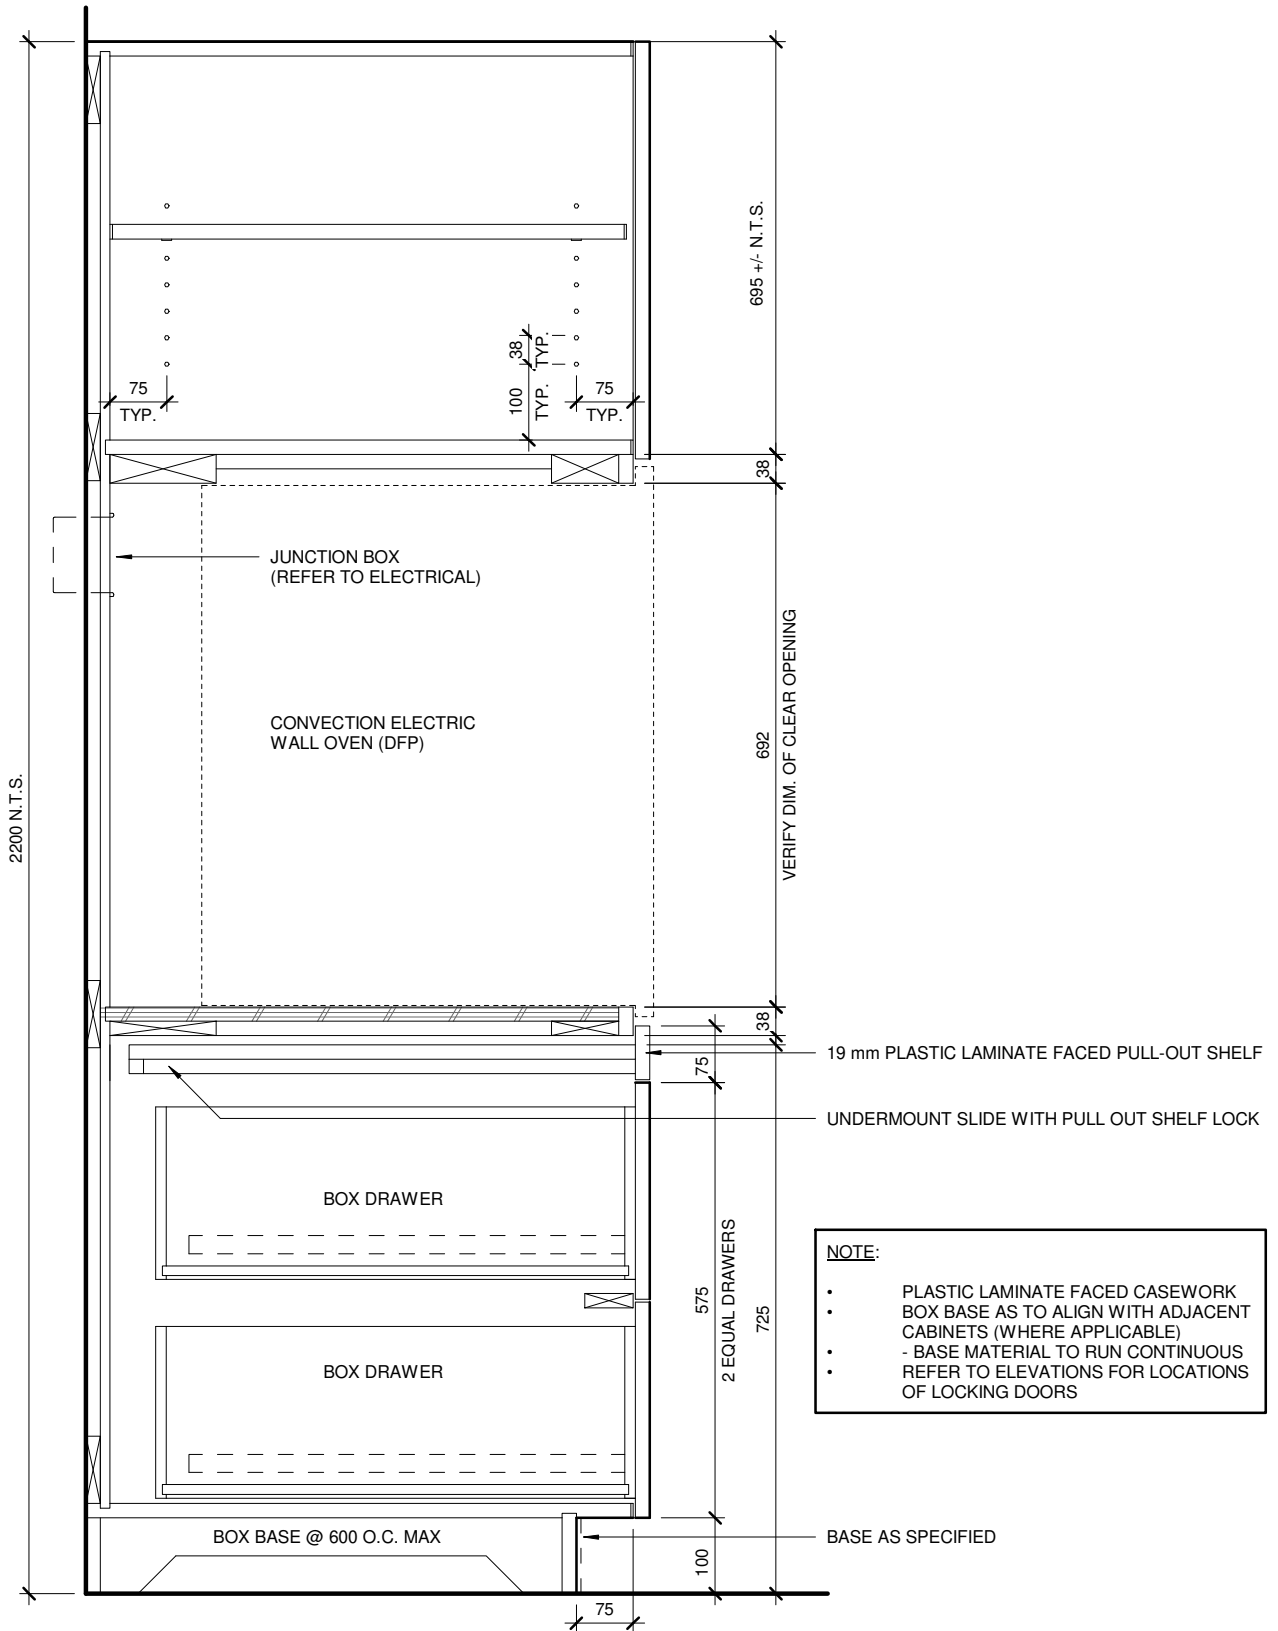 2200 N.T.S.
695 +/- N.T.S.
38
TYP.
100
TYP.
75
TYP.
75
TYP.
38
JUNCTION BOX
(REFER TO ELECTRICAL)
CONVECTION ELECTRIC
WALL OVEN (DFP)
692
VERIFY DIM. OF CLEAR OPENING
38
75
19 mm PLASTIC LAMINATE FACED PULL-OUT SHELF
UNDERMOUNT SLIDE WITH PULL OUT SHELF LOCK
BOX DRAWER
575
2 EQUAL DRAWERS
725
BOX DRAWER
NOTE:
• PLASTIC LAMINATE FACED CASEWORK
• BOX BASE AS TO ALIGN WITH ADJACENT
CABINETS (WHERE APPLICABLE)
• - BASE MATERIAL TO RUN CONTINUOUS
• REFER TO ELEVATIONS FOR LOCATIONS
OF LOCKING DOORS
BOX BASE @ 600 O.C. MAX
BASE AS SPECIFIED
100
75